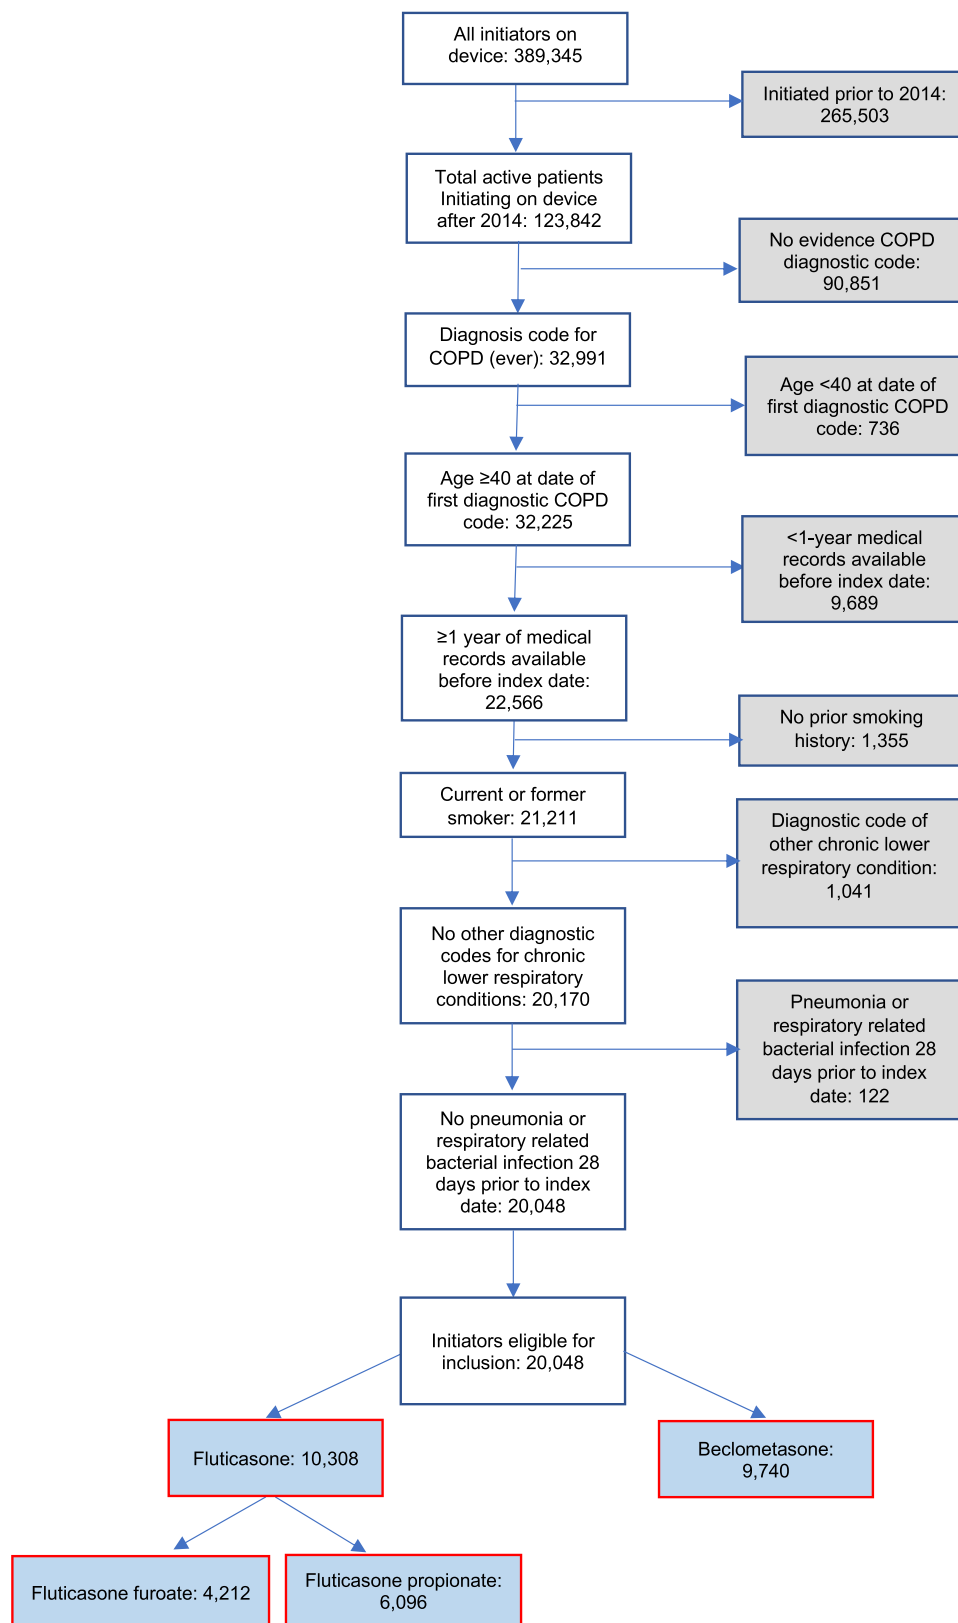 All initiators on
device: 389,345
Initiated prior to 2014:
265,503
Total active patients
Initiating on device
after 2014: 123,842
No evidence COPD
diagnostic code:
90,851
Diagnosis code for
COPD (ever): 32,991
Age <40 at date of
first diagnostic COPD
code: 736
Age ≥40 at date of
first diagnostic COPD
code: 32,225
<1-year medical
records available
before index date:
9,689
≥1 year of medical
records available
before index date:
22,566
No prior smoking
history: 1,355
Current or former
smoker: 21,211
Diagnostic code of
other chronic lower
respiratory condition:
1,041
No other diagnostic
codes for chronic
lower respiratory
conditions: 20,170
Pneumonia or
respiratory related
bacterial infection 28
days prior to index
date: 122
No pneumonia or
respiratory related
bacterial infection 28
days prior to index
date: 20,048
Initiators eligible for
inclusion: 20,048
Fluticasone: 10,308
Beclometasone:
9,740
Fluticasone furoate: 4,212
Fluticasone propionate:
6,096